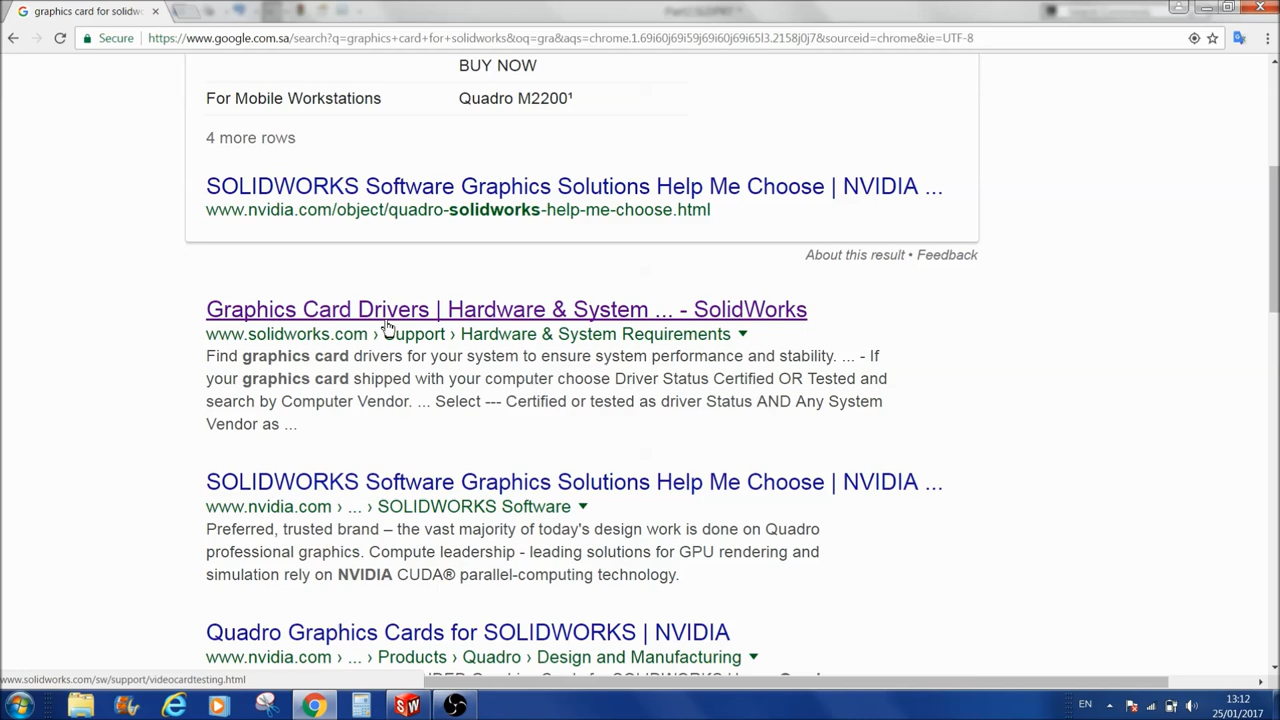 graphics card for solidw
Secure
https://www.google.com.sa/search?q=graphics+card+for+solidworks&oq=gra&aqs=chrome.1.69i60j69i59j69i60j69i65l3.2158j0j7&sourceid=chrome&ie=UTF-8
BUY NOW
For Mobile Workstations Quadro M2200¹
4 more rows
SOLIDWORKS Software Graphics Solutions Help Me Choose | NVIDIA ...
www.nvidia.com/object/quadro-solidworks-help-me-choose.html
About this result • Feedback
Graphics Card Drivers | Hardware & System ... - SolidWorks
www.solidworks.com › Support › Hardware & System Requirements
Find graphics card drivers for your system to ensure system performance and stability. ... - If
your graphics card shipped with your computer choose Driver Status Certified OR Tested and
search by Computer Vendor. ... Select --- Certified or tested as driver Status AND Any System
Vendor as ...
SOLIDWORKS Software Graphics Solutions Help Me Choose | NVIDIA ...
www.nvidia.com › ... › SOLIDWORKS Software
Preferred, trusted brand – the vast majority of today's design work is done on Quadro
professional graphics. Compute leadership - leading solutions for GPU rendering and
simulation rely on NVIDIA CUDA® parallel-computing technology.
Quadro Graphics Cards for SOLIDWORKS | NVIDIA
www.nvidia.com › ... › Products › Quadro › Design and Manufacturing
www.solidworks.com/sw/support/videocardtesting.html
SW
EN
13:12
25/01/2017